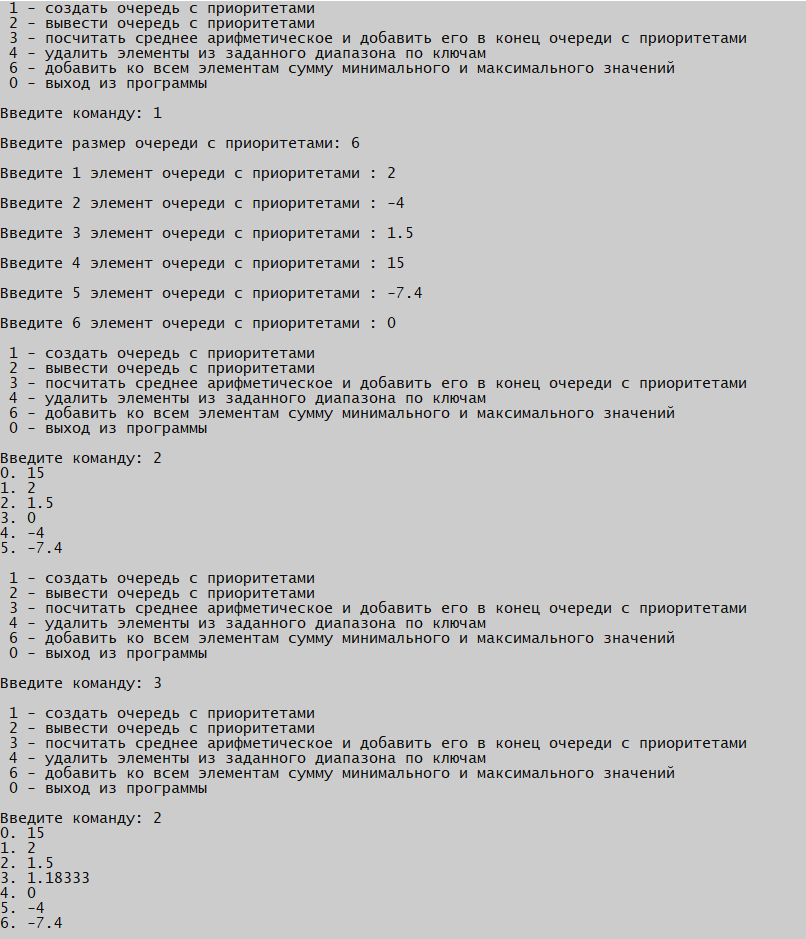 1 - создать очередь с приоритетами
2 - вывести очередь с приоритетами
3 - посчитать среднее арифметическое и добавить его в конец очереди с приоритетами
4 - удалить элементы из заданного диапазона по ключам
6 - добавить ко всем элементам сумму минимального и максимального значений
0 - выход из программы
Введите команду: 1
Введите размер очереди с приоритетами: 6
Введите 1 элемент очереди с приоритетами : 2
Введите 2 элемент очереди с приоритетами : -4
Введите 3 элемент очереди с приоритетами : 1.5
Введите 4 элемент очереди с приоритетами : 15
Введите 5 элемент очереди с приоритетами : -7.4
Введите 6 элемент очереди с приоритетами : 0
1 - создать очередь с приоритетами
2 - вывести очередь с приоритетами
3 - посчитать среднее арифметическое и добавить его в конец очереди с приоритетами
4 - удалить элементы из заданного диапазона по ключам
6 - добавить ко всем элементам сумму минимального и максимального значений
0 - выход из программы
Введите команду: 2
0. 15
1. 2
2. 1.5
3. 0
4. -4
5. -7.4
1 - создать очередь с приоритетами
2 - вывести очередь с приоритетами
3 - посчитать среднее арифметическое и добавить его в конец очереди с приоритетами
4 - удалить элементы из заданного диапазона по ключам
6 - добавить ко всем элементам сумму минимального и максимального значений
0 - выход из программы
Введите команду: 3
1 - создать очередь с приоритетами
2 - вывести очередь с приоритетами
3 - посчитать среднее арифметическое и добавить его в конец очереди с приоритетами
4 - удалить элементы из заданного диапазона по ключам
6 - добавить ко всем элементам сумму минимального и максимального значений
0 - выход из программы
Введите команду: 2
0. 15
1. 2
2. 1.5
3. 1.18333
4. 0
5. -4
6. -7.4